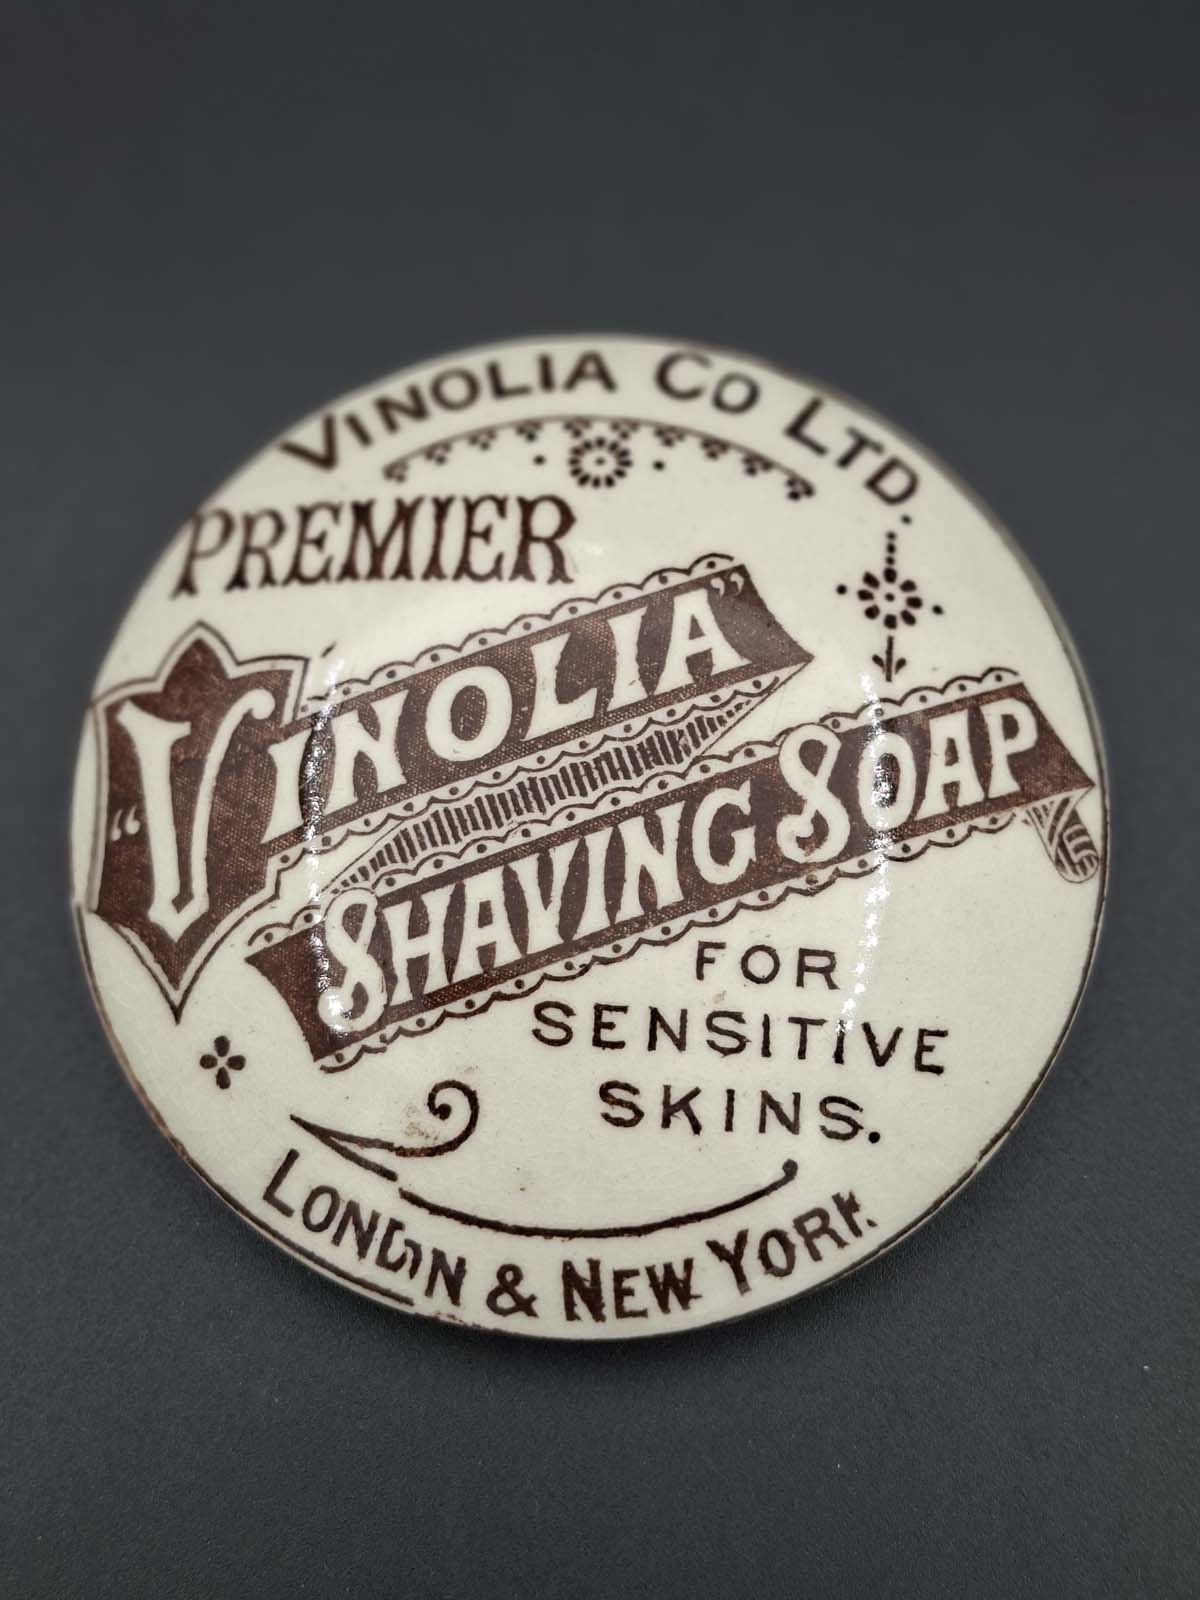 VINOLIA CO LTD.
PREMIER
"VINOLIA"
SHAVING SOAP
FOR
SENSITIVE
SKINS.
LONDON & NEW YORK